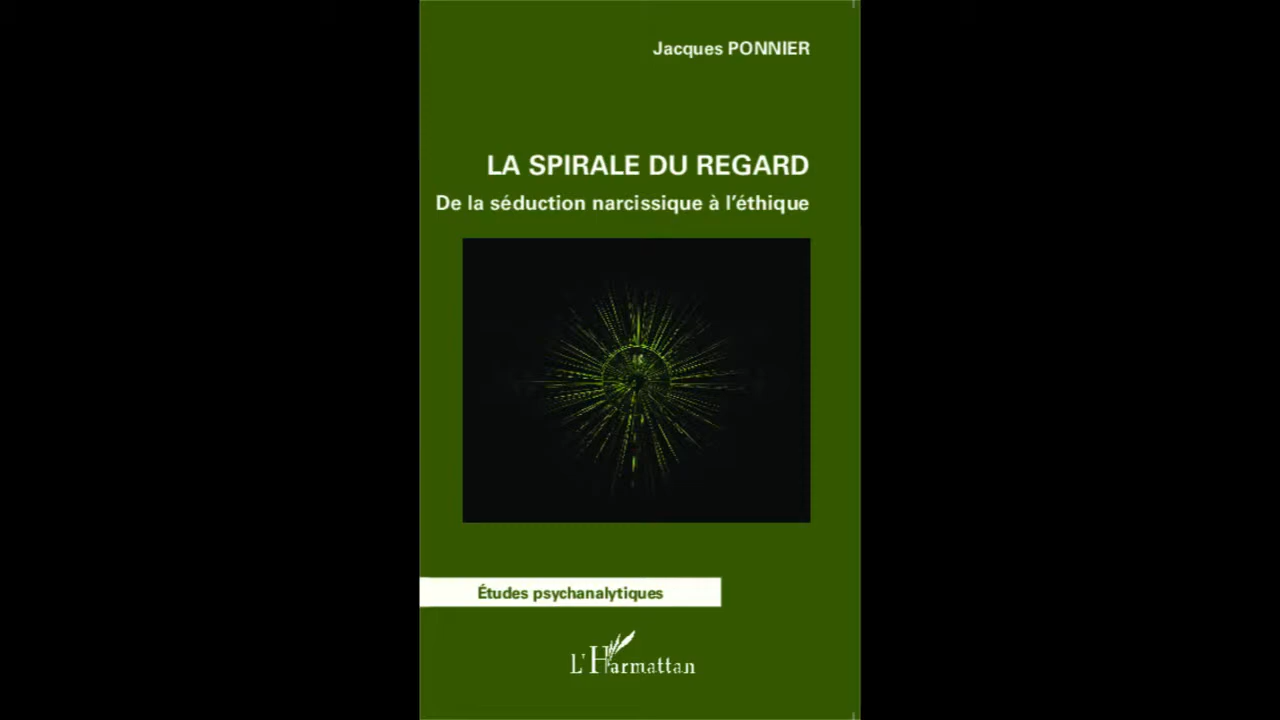 Jacques PONNIER
LA SPIRALE DU REGARD
De la séduction narcissique à l'éthique
Études psychanalytiques
L'Harmattan